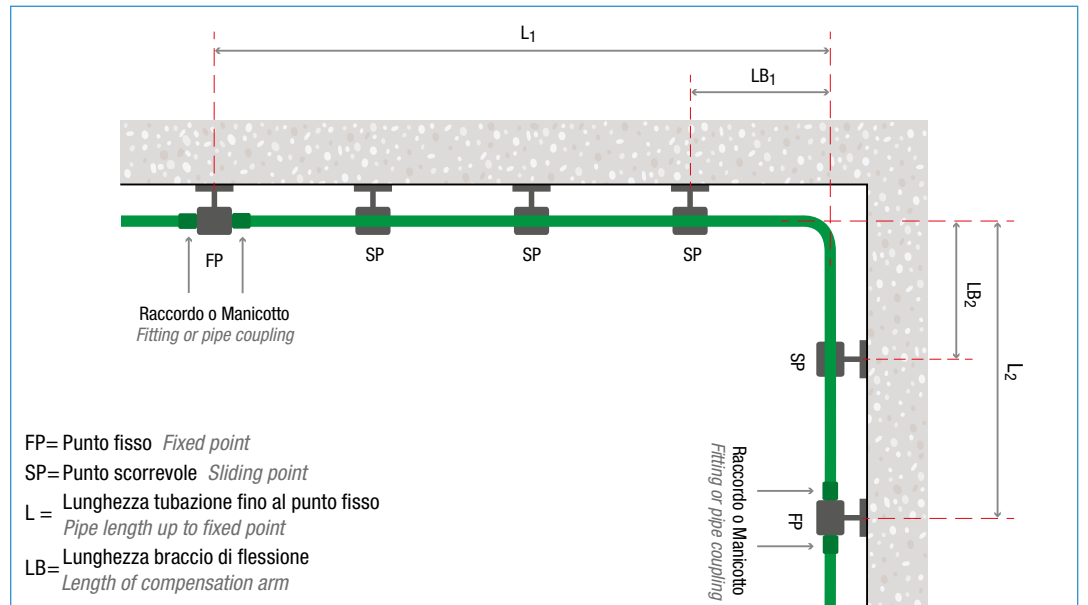 L1
LB1
FP
SP
SP
SP
Raccordo o Manicotto
Fitting or pipe coupling
LB2
L2
SP
Raccordo o Manicotto
Fitting or pipe coupling
FP
FP= Punto fisso Fixed point
SP= Punto scorrevole Sliding point
L = Lunghezza tubazione fino al punto fisso
Pipe length up to fixed point
LB= Lunghezza braccio di flessione
Length of compensation arm